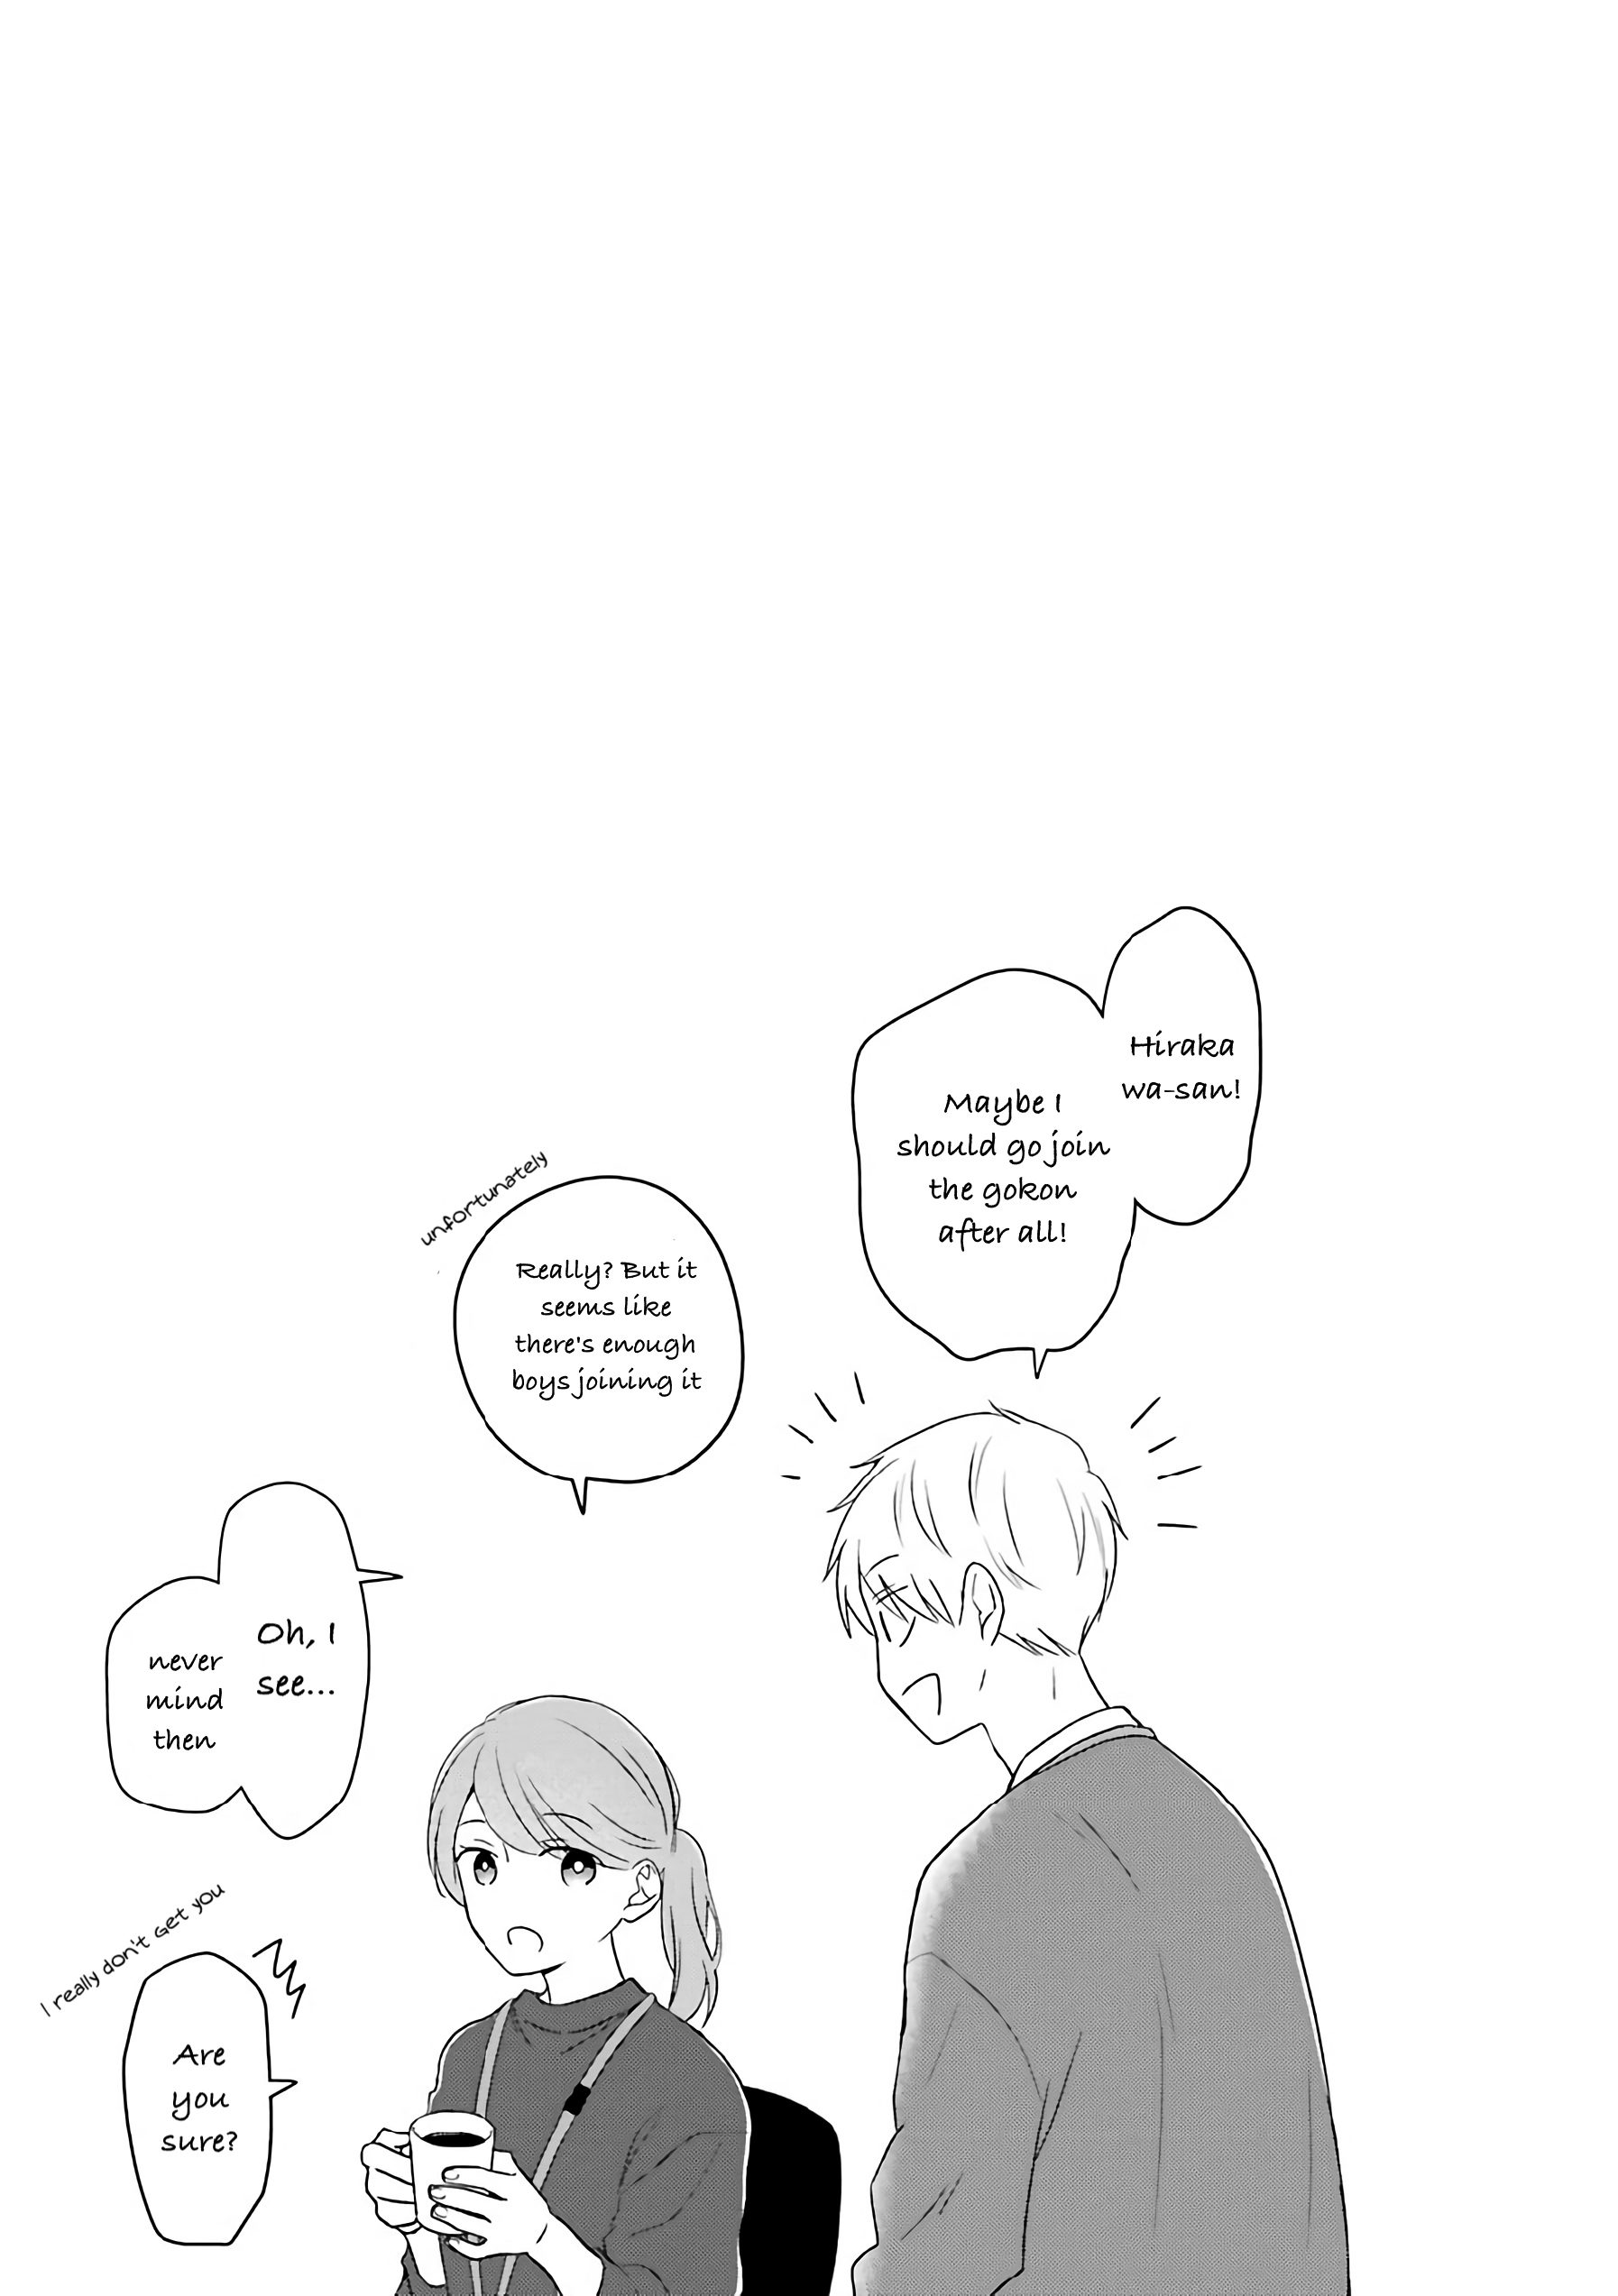 Hiraka
wa-san!
Maybe I
should go join
the gokon
after all!
unfortunately
Really? But it
seems like
there's enough
boys joining it
Oh, I
see...
never
mind
then
I really don't get you
Are
you
sure?